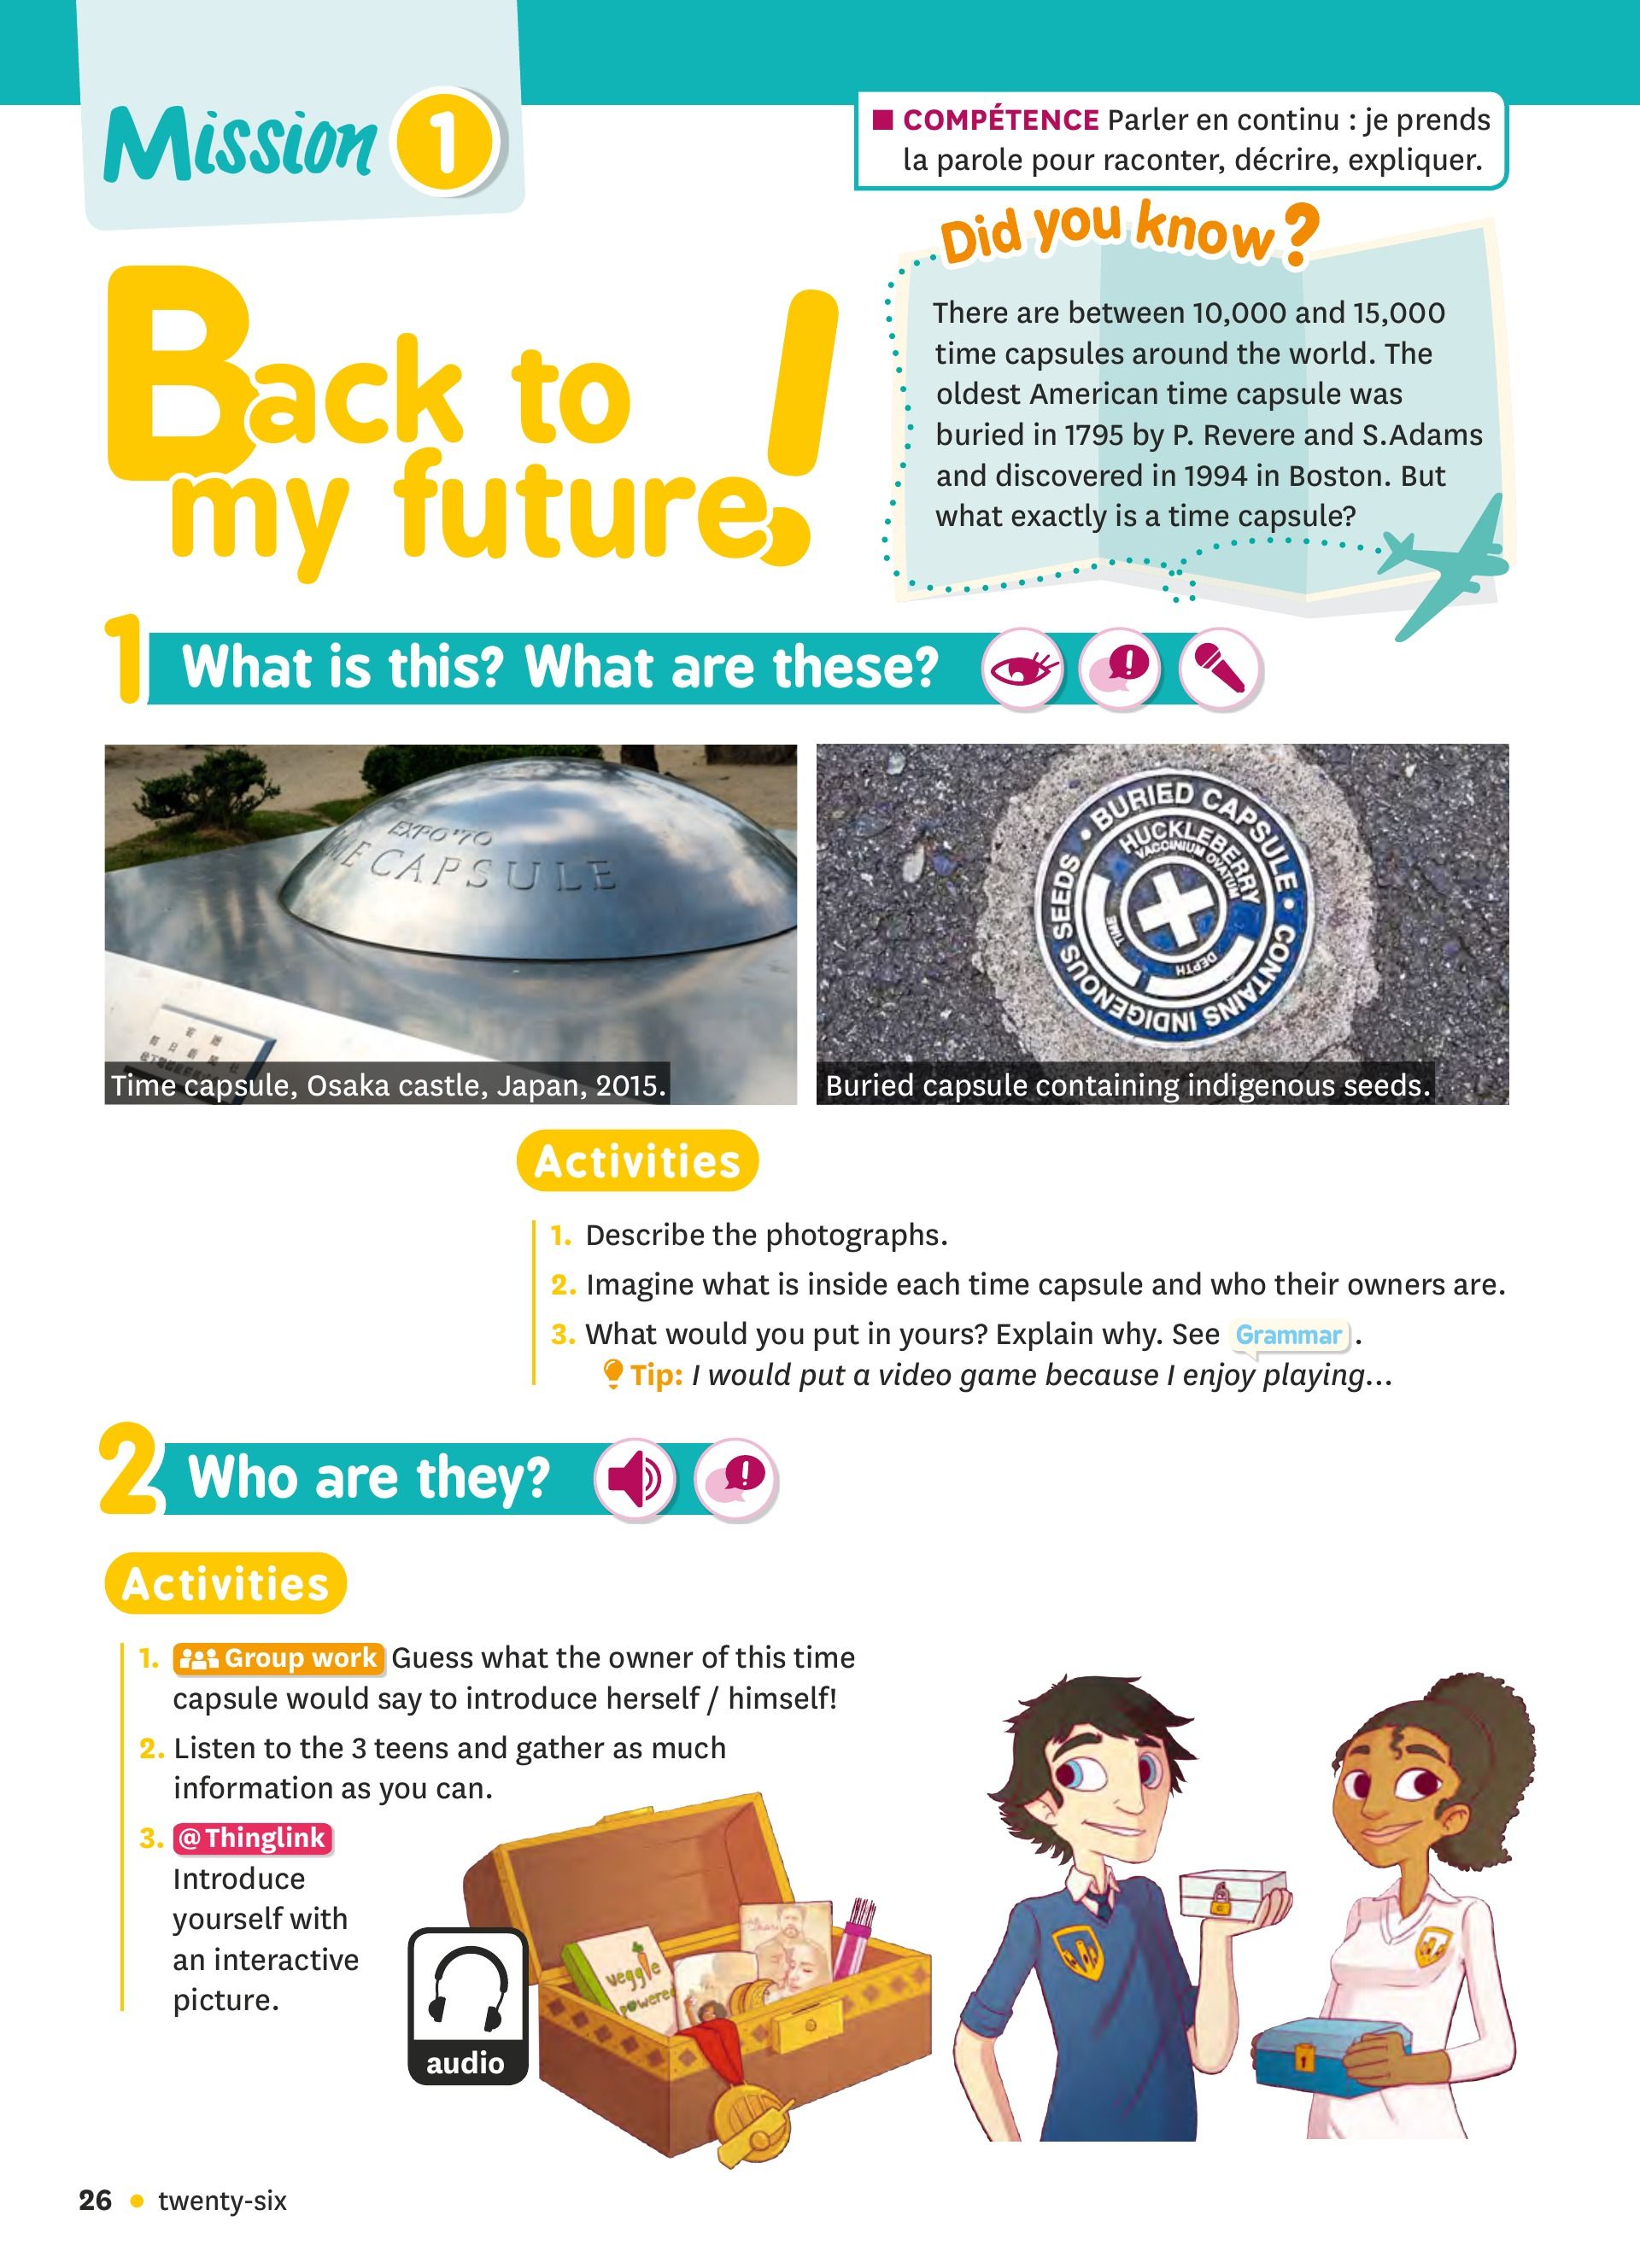 Mission 1
■ COMPÉTENCE Parler en continu : je prends
la parole pour raconter, décrire, expliquer.
Back to
my future!
Did you know?
There are between 10,000 and 15,000
time capsules around the world. The
oldest American time capsule was
buried in 1795 by P. Revere and S.Adams
and discovered in 1994 in Boston. But
what exactly is a time capsule?
1 What is this? What are these?
EXPO'70
ME CAPSULE
Time capsule, Osaka castle, Japan, 2015.
• BURIED CAPSULE • CONTAINS INDIGENOUS SEEDS
HUCKLEBERRY
VACCINIUM OVATUM
TIME
DEPTH
Buried capsule containing indigenous seeds.
Activities
1. Describe the photographs.
2. Imagine what is inside each time capsule and who their owners are.
3. What would you put in yours? Explain why. See Grammar.
Tip: I would put a video game because I enjoy playing...
2 Who are they?
Activities
1. Group work Guess what the owner of this time
capsule would say to introduce herself / himself!
2. Listen to the 3 teens and gather as much
information as you can.
3. @Thinglink
Introduce
yourself with
an interactive
picture.
audio
veggie
powered
26 • twenty-six